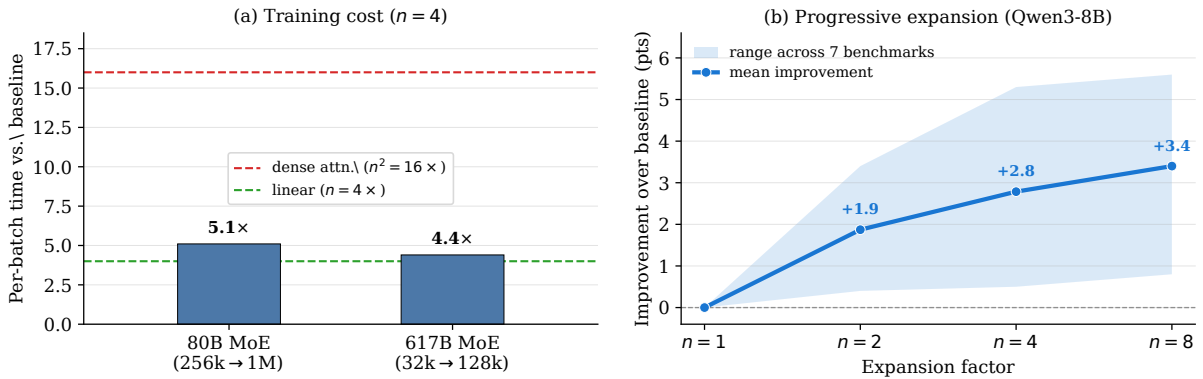 (a) Training cost (n = 4)
Per-batch time vs.\ baseline
17.5
15.0
12.5
10.0
7.5
5.0
2.5
0.0
dense attn.\ (n² = 16 ×)
linear (n = 4 ×)
5.1×
4.4×
80B MoE
(256k→1M)
617B MoE
(32k→128k)
(b) Progressive expansion (Qwen3-8B)
Improvement over baseline (pts)
6
5
4
3
2
1
0
range across 7 benchmarks
mean improvement
+1.9
+2.8
+3.4
n = 1
n = 2
n = 4
n = 8
Expansion factor